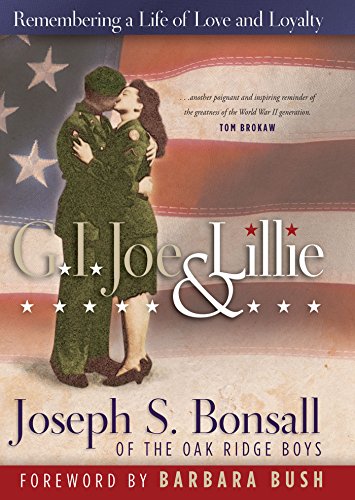 Remembering a Life of Love and Loyalty
. . .another poignant and inspiring reminder of
the greatness of the World War II generation.
TOM BROKAW
G.I. Joe
& Lillie
Joseph S. Bonsall
OF THE OAK RIDGE BOYS
FOREWORD BY BARBARA BUSH